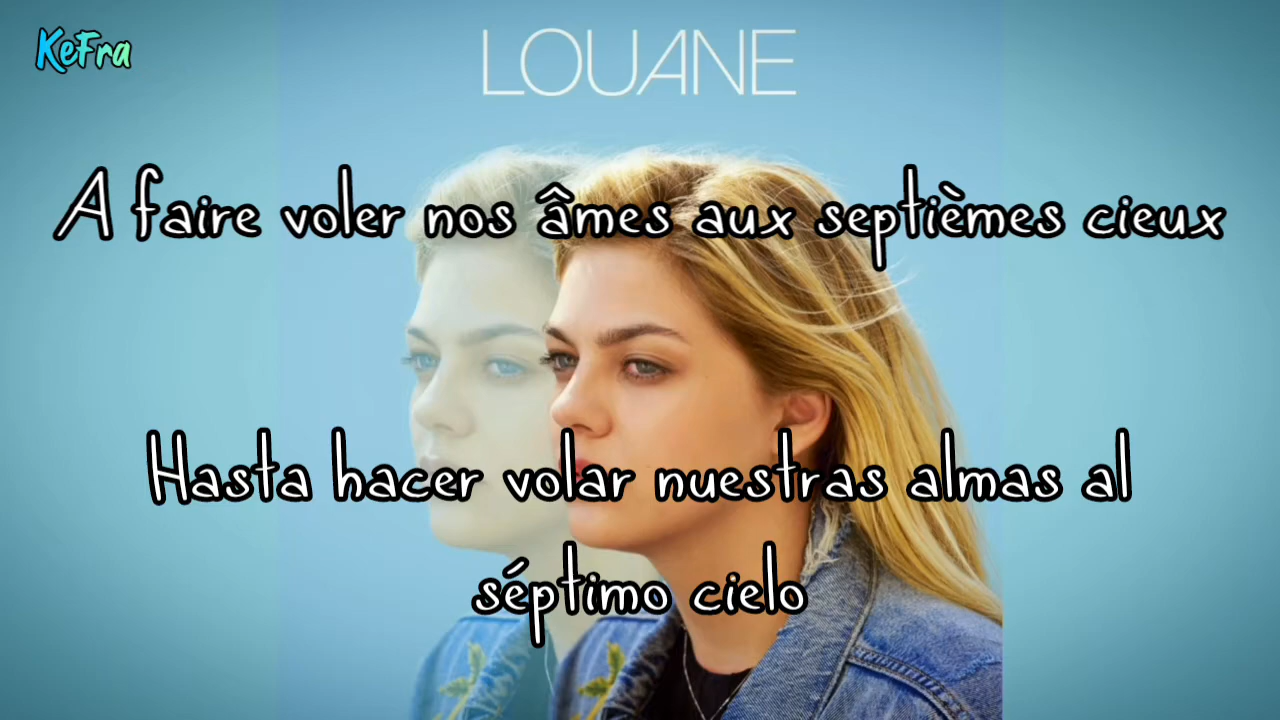 KeFra
LOUANE
A faire voler nos âmes aux septièmes cieux
Hasta hacer volar nuestras almas al
séptimo cielo